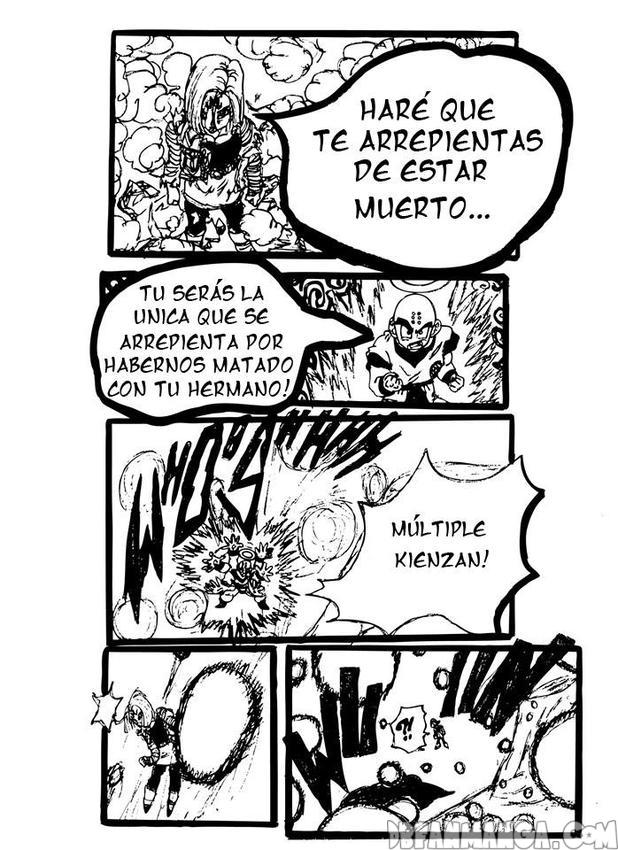 HARÉ QUE
TE ARREPIENTAS
DE ESTAR
MUERTO...
TU SERÁS LA
UNICA QUE SE
ARREPIENTA POR
HABERNOS MATADO
CON TU HERMANO!
MÚLTIPLE
KIENZAN!
?!
DBFANMANGA.COM